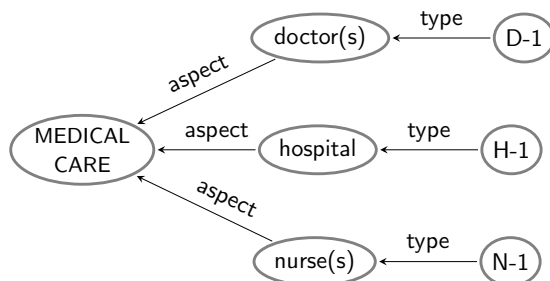 doctor(s)
type
D-1
aspect
MEDICAL
CARE
aspect
hospital
type
H-1
aspect
nurse(s)
type
N-1